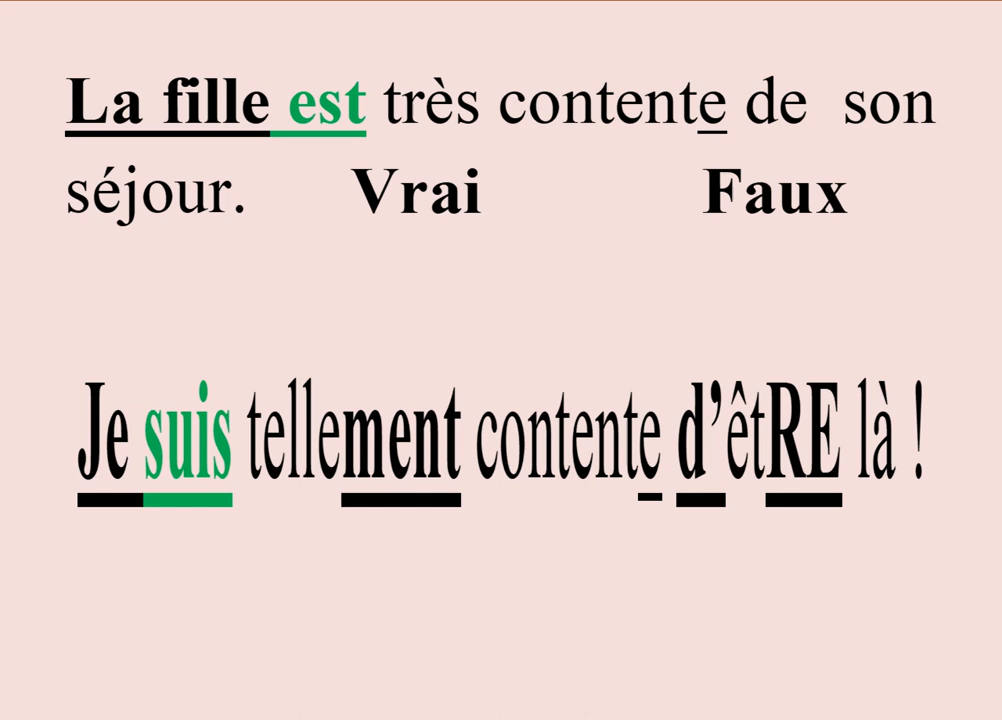 La fille est très contente de son
séjour. Vrai Faux
Je suis tellement contente d’êtRE là !